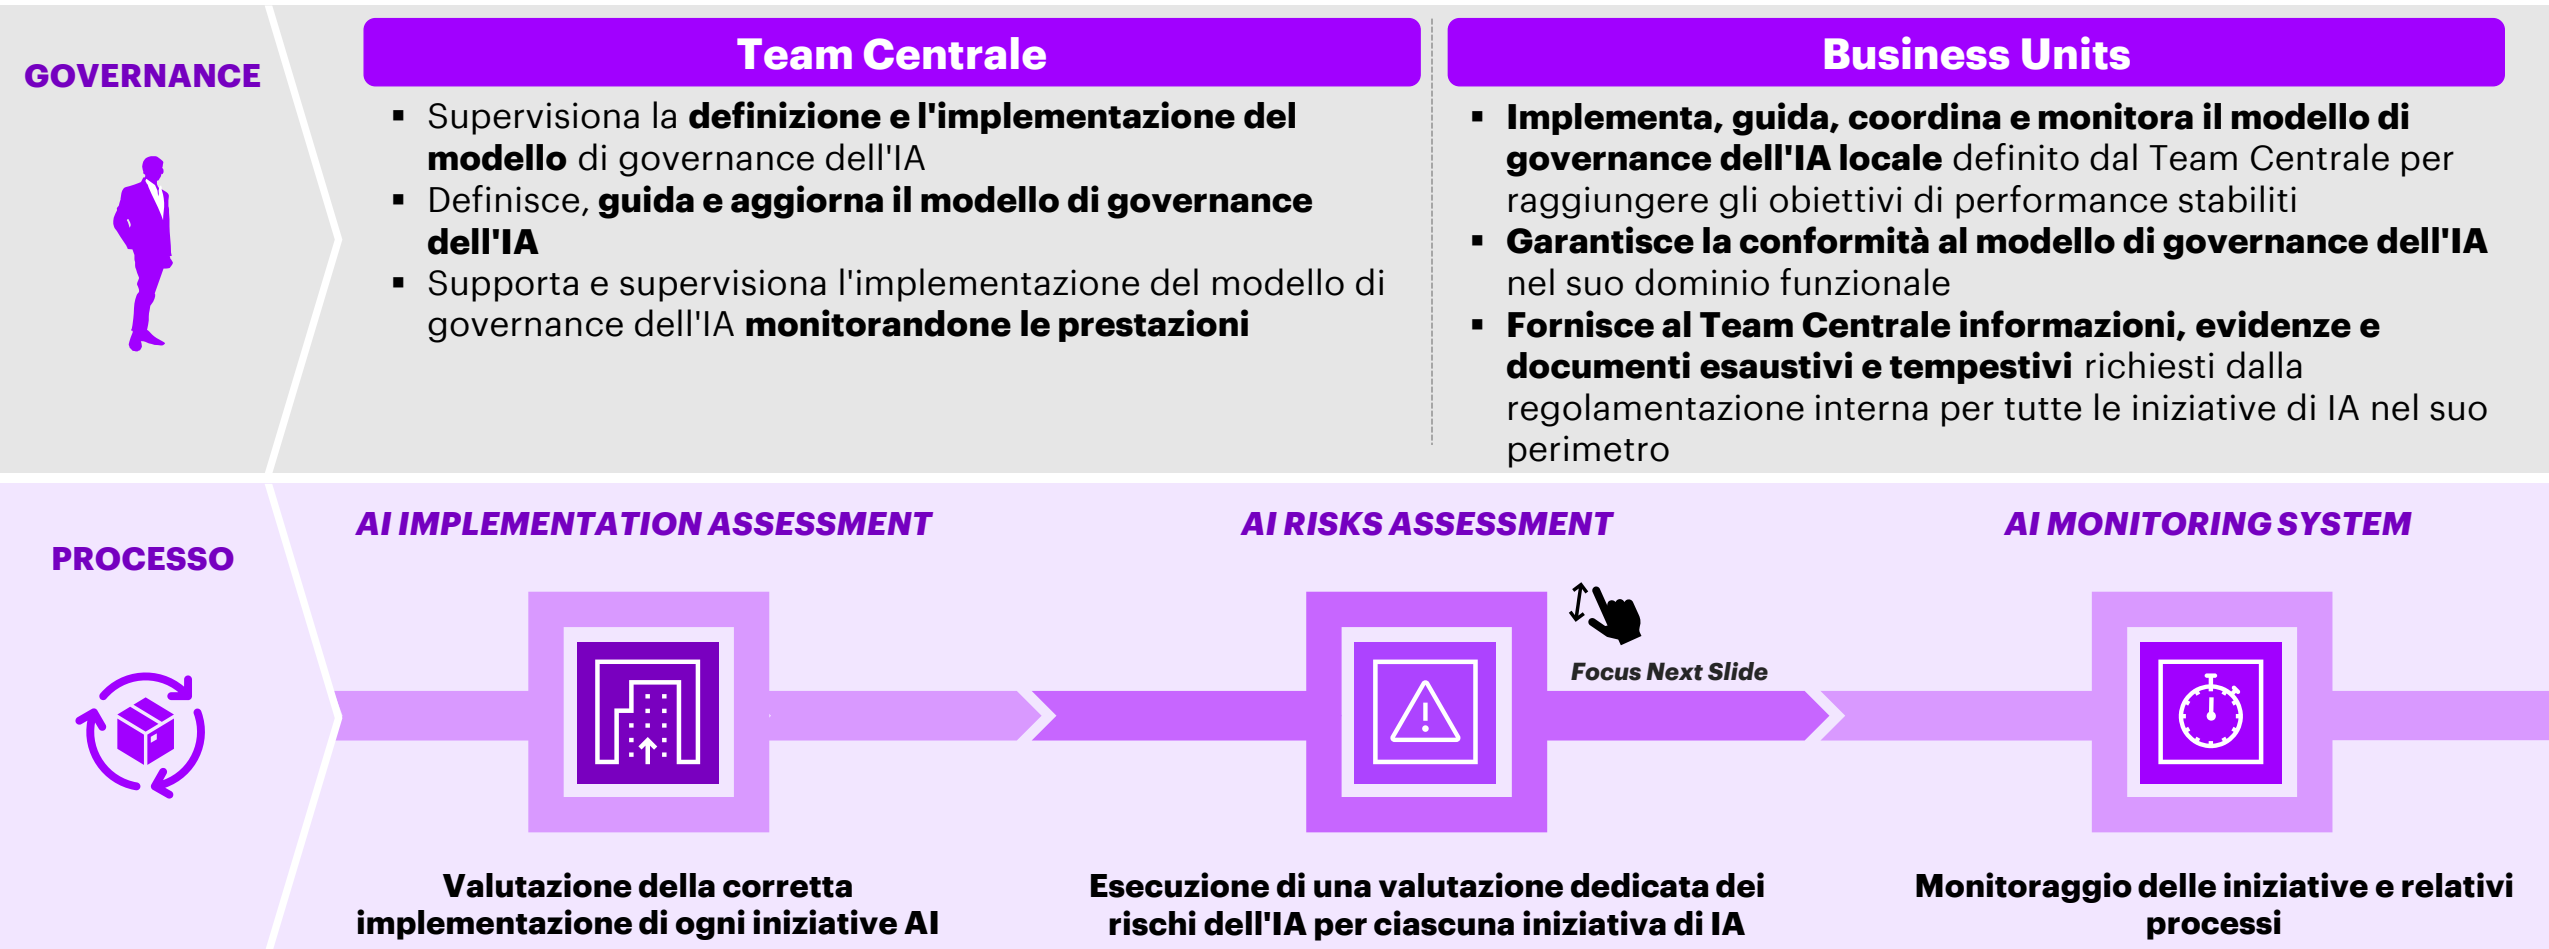 GOVERNANCE
Team Centrale
▪ Supervisiona la definizione e l'implementazione del
modello di governance dell'IA
▪ Definisce, guida e aggiorna il modello di governance
dell'IA
▪ Supporta e supervisiona l'implementazione del modello di
governance dell'IA monitorandone le prestazioni
Business Units
▪ Implementa, guida, coordina e monitora il modello di
governance dell'IA locale definito dal Team Centrale per
raggiungere gli obiettivi di performance stabiliti
▪ Garantisce la conformità al modello di governance dell'IA
nel suo dominio funzionale
▪ Fornisce al Team Centrale informazioni, evidenze e
documenti esaustivi e tempestivi richiesti dalla
regolamentazione interna per tutte le iniziative di IA nel suo
perimetro
PROCESSO
AI IMPLEMENTATION ASSESSMENT
Valutazione della corretta
implementazione di ogni iniziative AI
AI RISKS ASSESSMENT
Focus Next Slide
Esecuzione di una valutazione dedicata dei
rischi dell'IA per ciascuna iniziativa di IA
AI MONITORING SYSTEM
Monitoraggio delle iniziative e relativi
processi